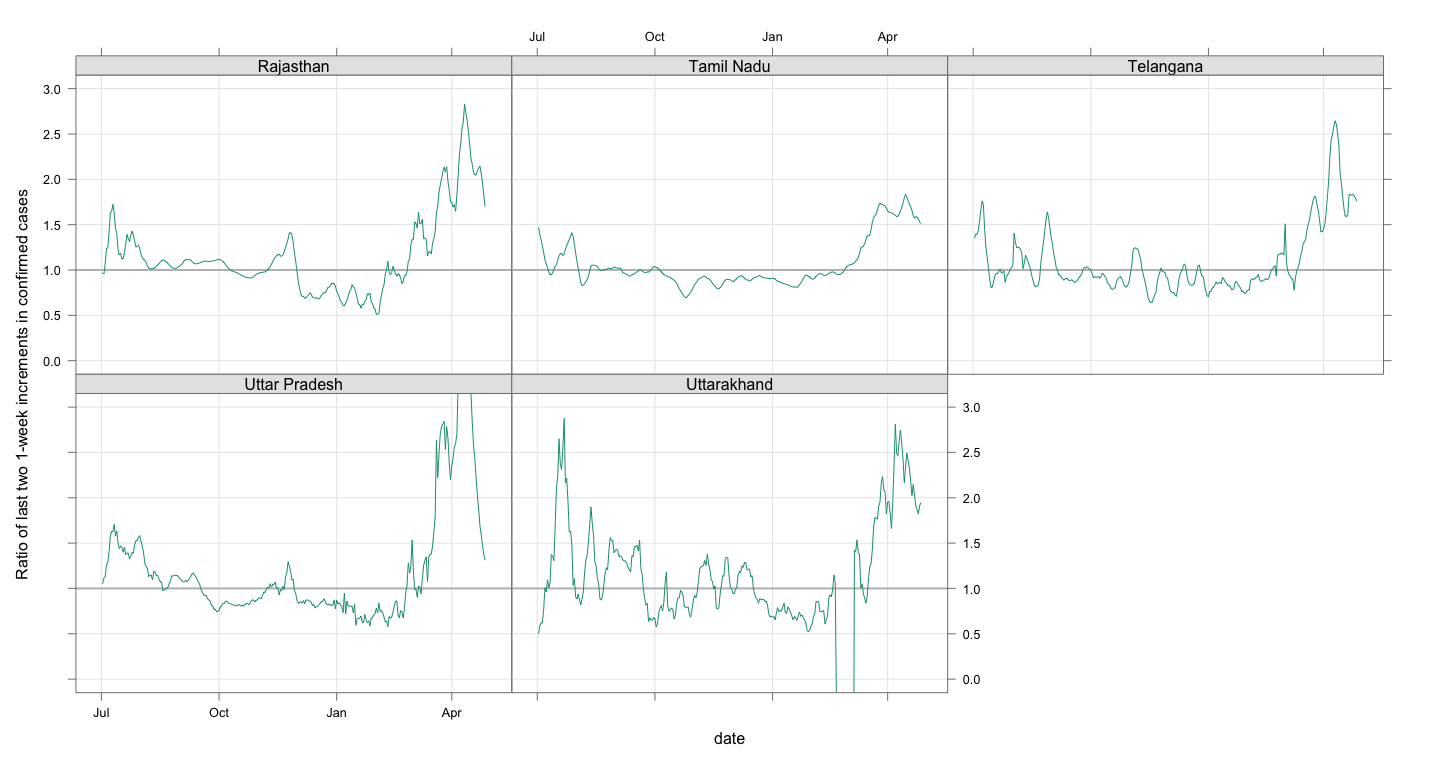 Jul Oct Jan Apr
Rajasthan Tamil Nadu Telangana
3.0
2.5
2.0
1.5
1.0
0.5
0.0
Ratio of last two 1-week increments in confirmed cases
Uttar Pradesh Uttarakhand
3.0
2.5
2.0
1.5
1.0
0.5
0.0
Jul Oct Jan Apr
date